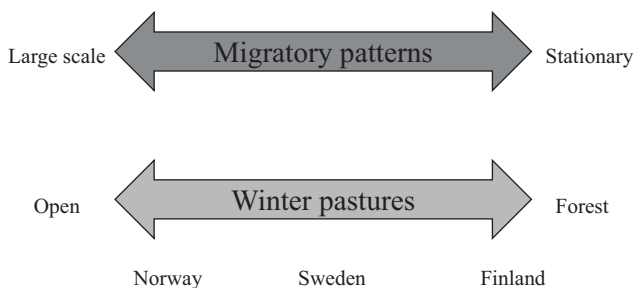 Large scale Migratory patterns Stationary
Open Winter pastures Forest
Norway Sweden Finland